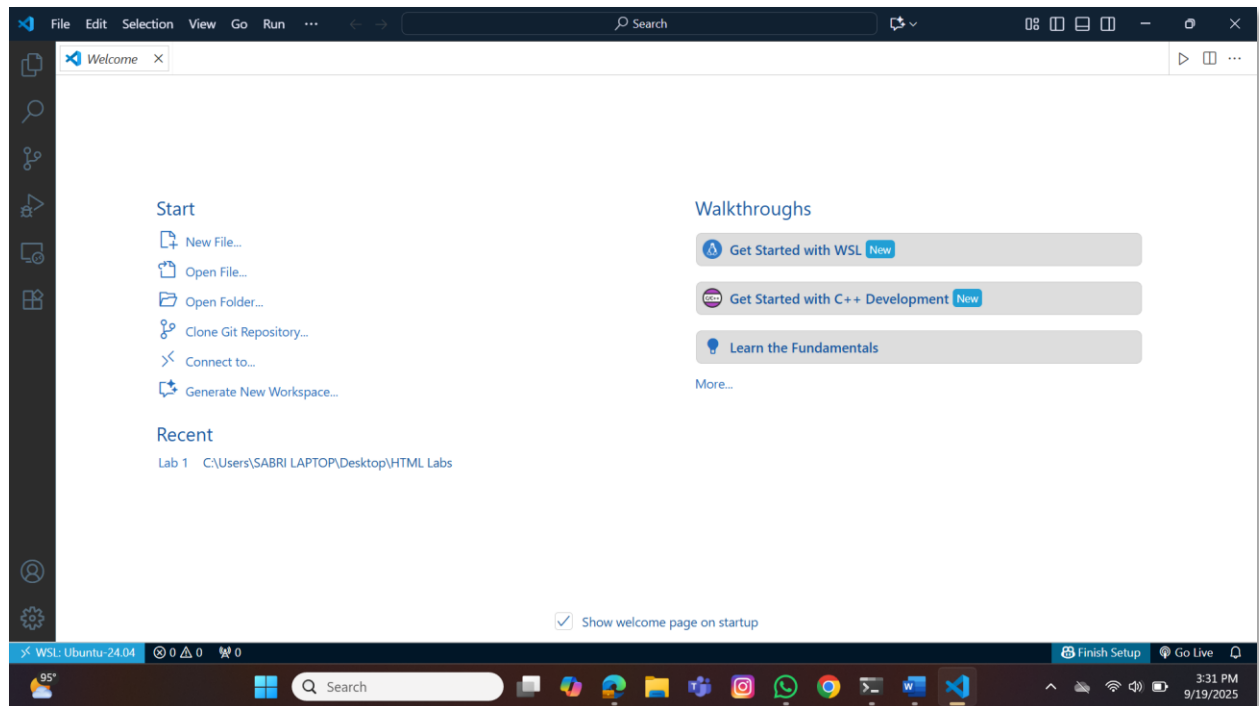 File Edit Selection View Go Run ··· Search
Welcome
Start
New File...
Open File...
Open Folder...
Clone Git Repository...
Connect to...
Generate New Workspace...
Recent
Lab 1 C:\Users\SABRI LAPTOP\Desktop\HTML Labs
Walkthroughs
Get Started with WSL New
Get Started with C++ Development New
Learn the Fundamentals
More...
Show welcome page on startup
WSL: Ubuntu-24.04 0 0 0 Finish Setup Go Live
95°
Search
3:31 PM
9/19/2025